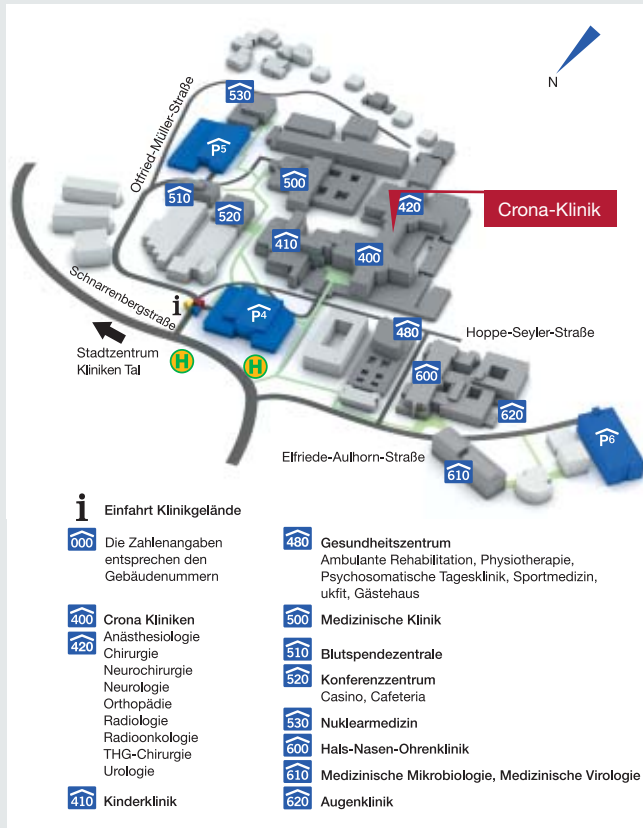 N
Otfried-Müller-Straße
530
P5
500
510
520
420
Crona-Klinik
410
400
Schnarrenbergstraße
i
P4
480
Hoppe-Seyler-Straße
Stadtzentrum
Kliniken Tal
H
H
600
620
P6
Elfriede-Aulhorn-Straße
610
i Einfahrt Klinikgelände
000 Die Zahlenangaben
entsprechen den
Gebäudenummern
400 Crona Kliniken
420 Anästhesiologie
Chirurgie
Neurochirurgie
Neurologie
Orthopädie
Radiologie
Radioonkologie
THG-Chirurgie
Urologie
410 Kinderklinik
480 Gesundheitszentrum
Ambulante Rehabilitation, Physiotherapie,
Psychosomatische Tagesklinik, Sportmedizin,
ukfit, Gästehaus
500 Medizinische Klinik
510 Blutspendezentrale
520 Konferenzzentrum
Casino, Cafeteria
530 Nuklearmedizin
600 Hals-Nasen-Ohrenklinik
610 Medizinische Mikrobiologie, Medizinische Virologie
620 Augenklinik